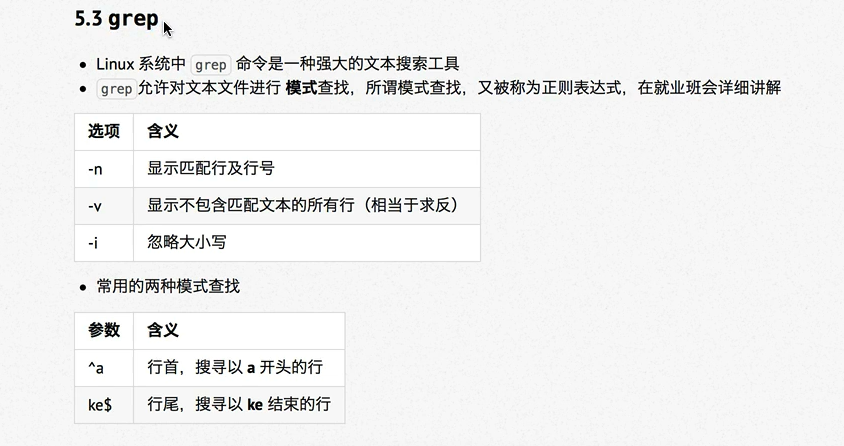 5.3 grep
Linux 系统中 grep 命令是一种强大的文本搜索工具
grep 允许对文本文件进行 模式查找，所谓模式查找，又被称为正则表达式，在就业班会详细讲解
选项 含义
-n 显示匹配行及行号
-v 显示不包含匹配文本的所有行（相当于求反）
-i 忽略大小写
常用的两种模式查找
参数 含义
^a 行首，搜寻以 a 开头的行
ke$ 行尾，搜寻以 ke 结束的行